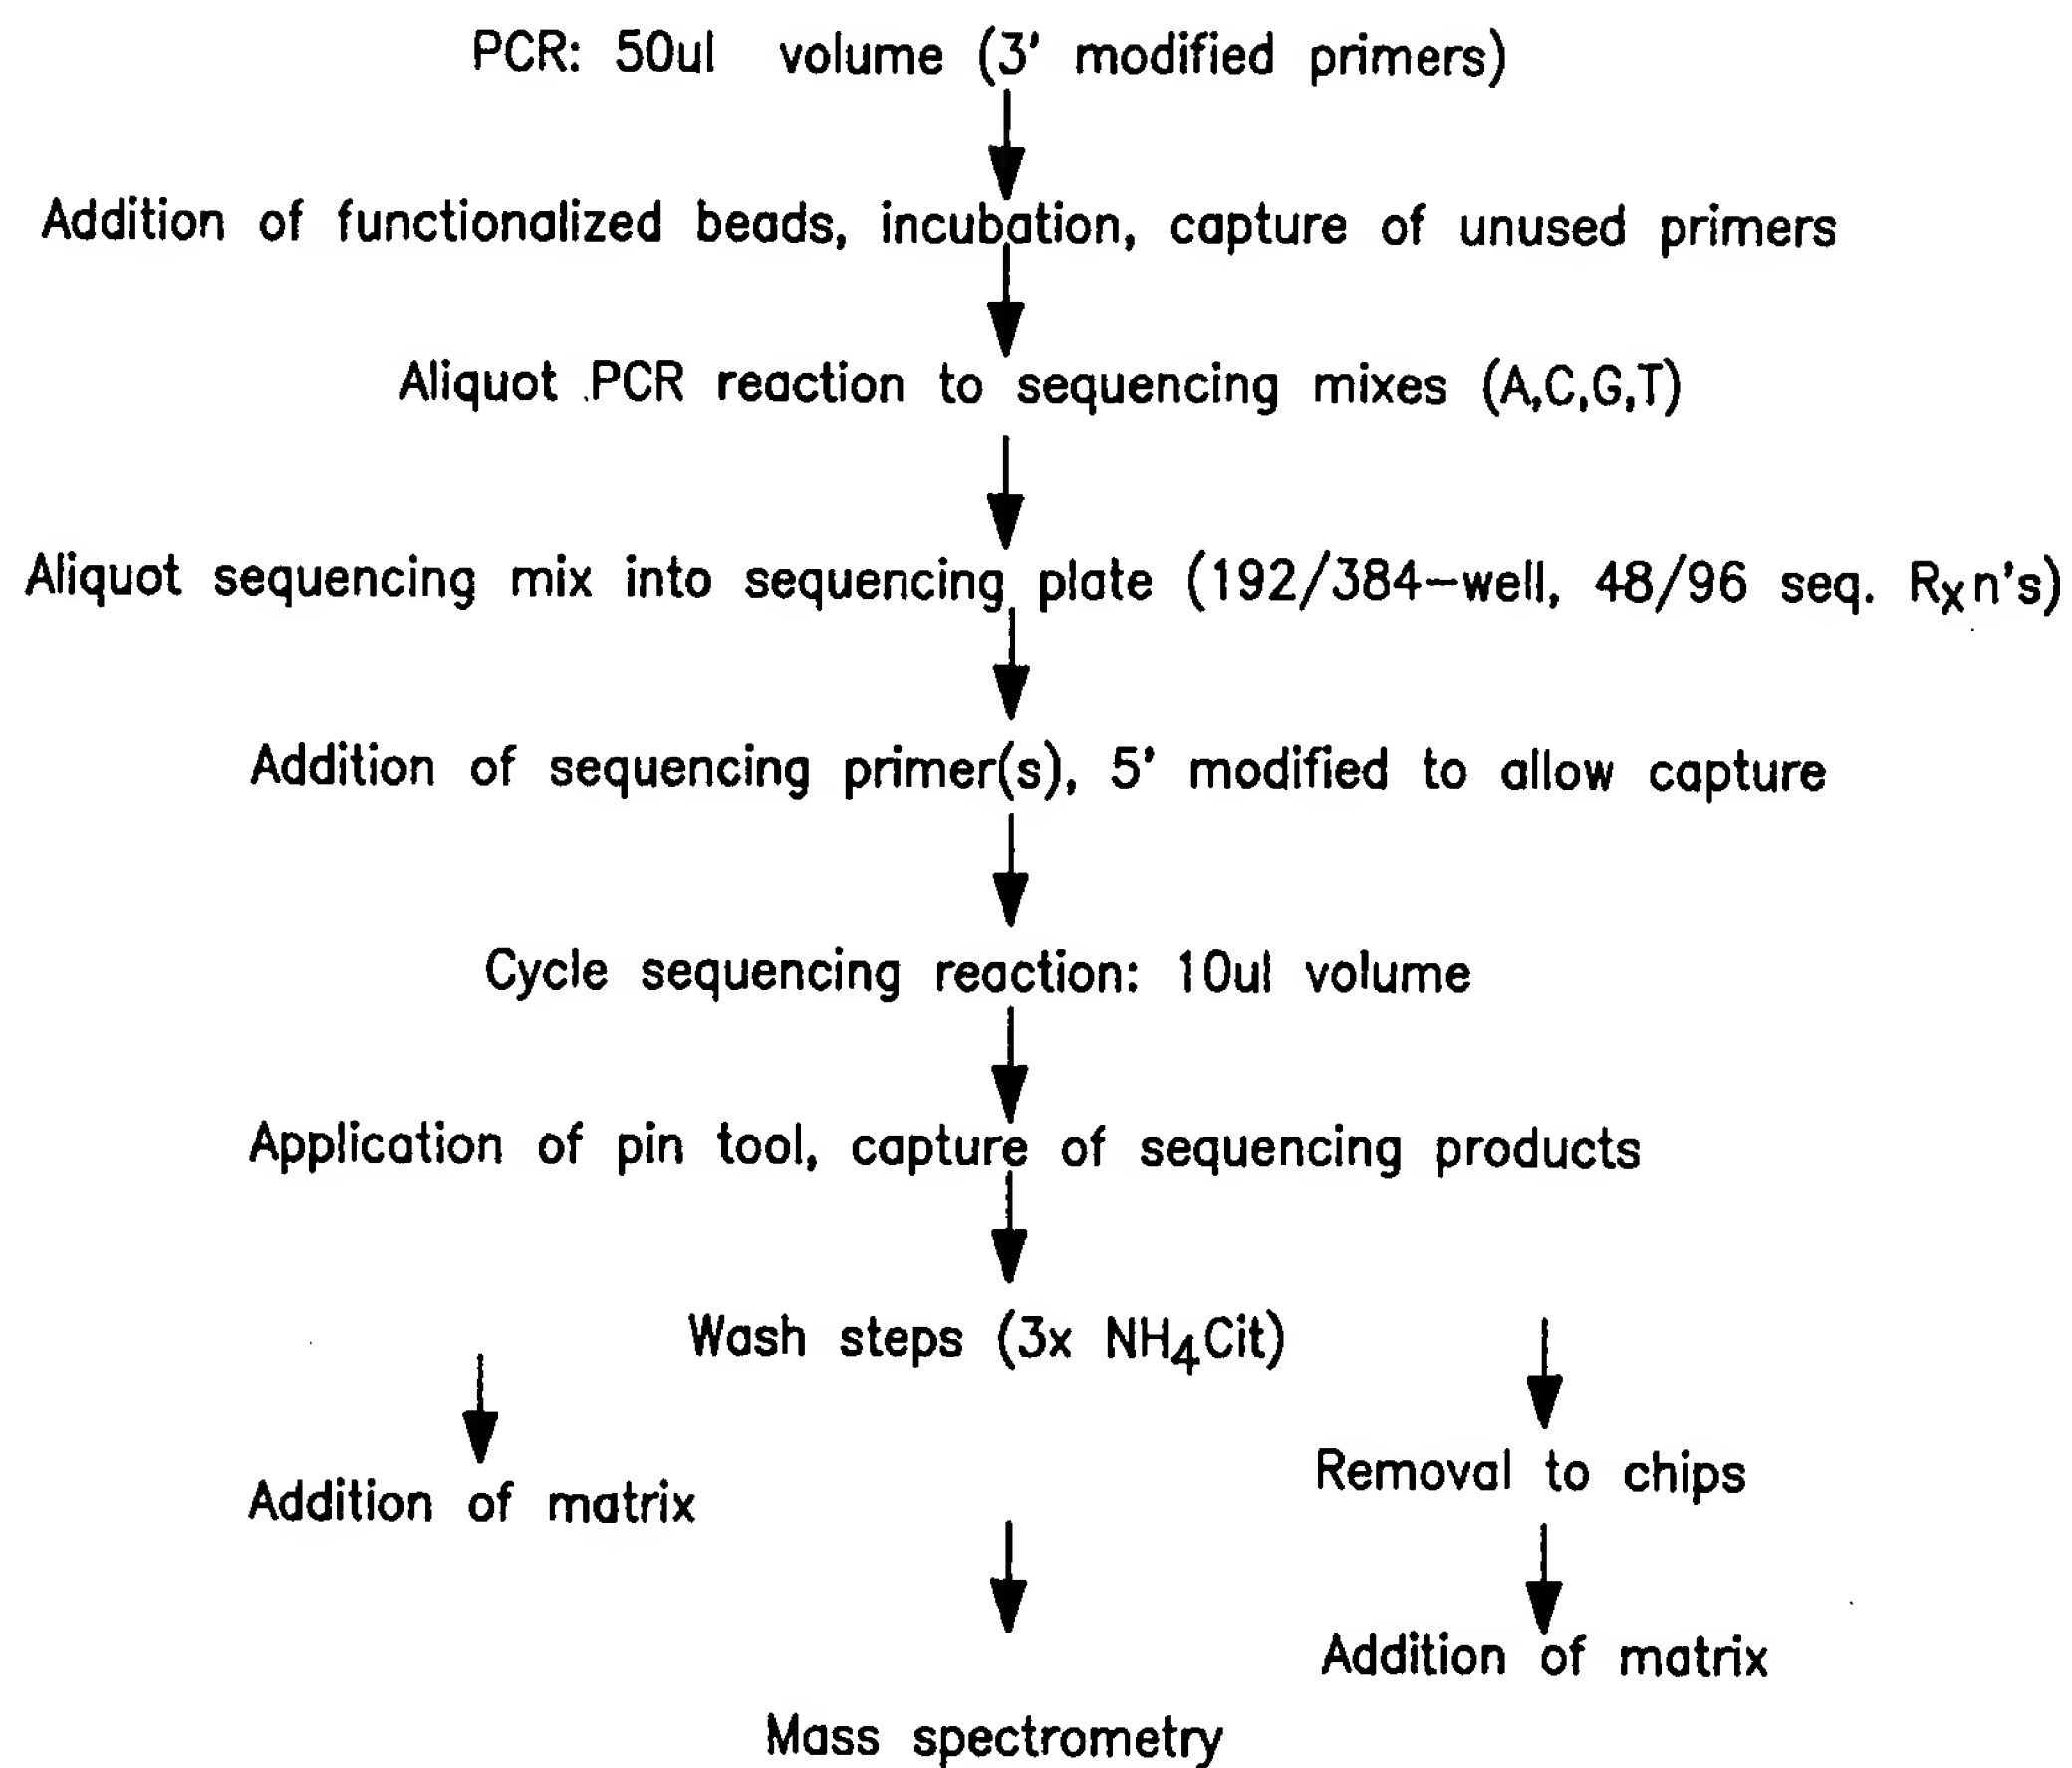 PCR: 50ul volume (3' modified primers)
Addition of functionalized beads, incubation, capture of unused primers
Aliquot PCR reaction to sequencing mixes (A,C,G,T)
Aliquot sequencing mix into sequencing plate (192/384-well, 48/96 seq. Rxn's)
Addition of sequencing primer(s), 5' modified to allow capture
Cycle sequencing reaction: 10ul volume
Application of pin tool, capture of sequencing products
Wash steps (3x NH4Cit)
Removal to chips
Addition of matrix
Addition of matrix
Mass spectrometry